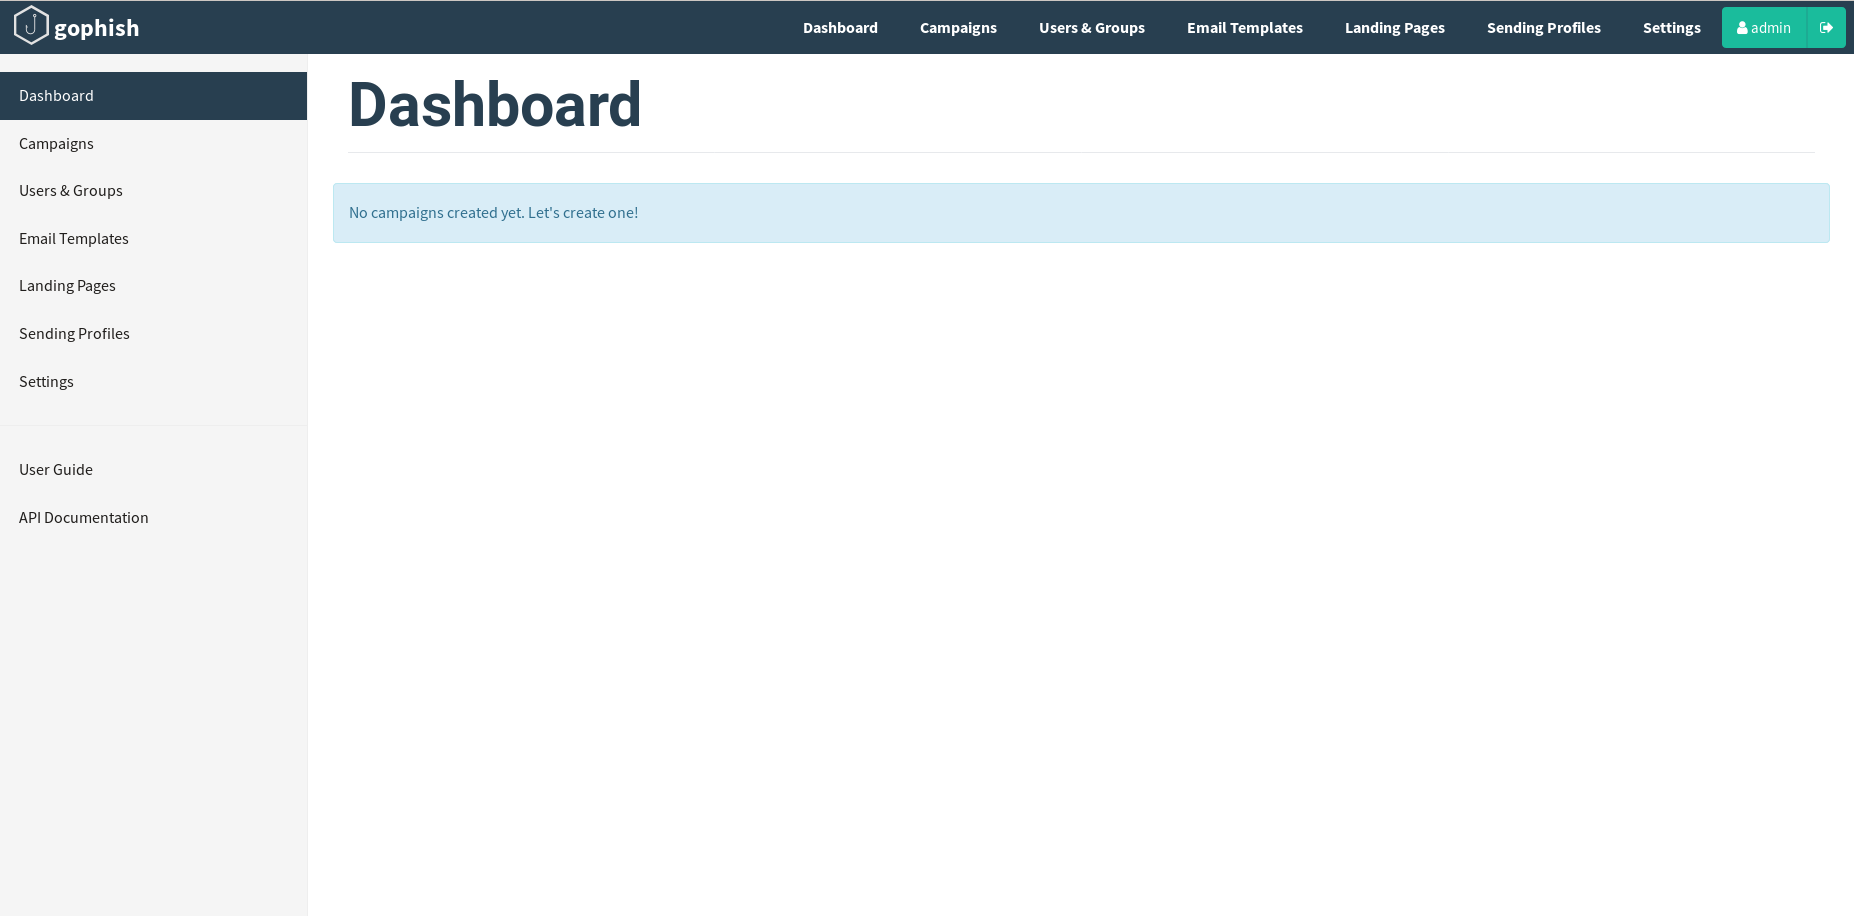 gophish
Dashboard Campaigns Users & Groups Email Templates Landing Pages Sending Profiles Settings admin
Dashboard
Campaigns
Users & Groups
Email Templates
Landing Pages
Sending Profiles
Settings
User Guide
API Documentation
Dashboard
No campaigns created yet. Let's create one!